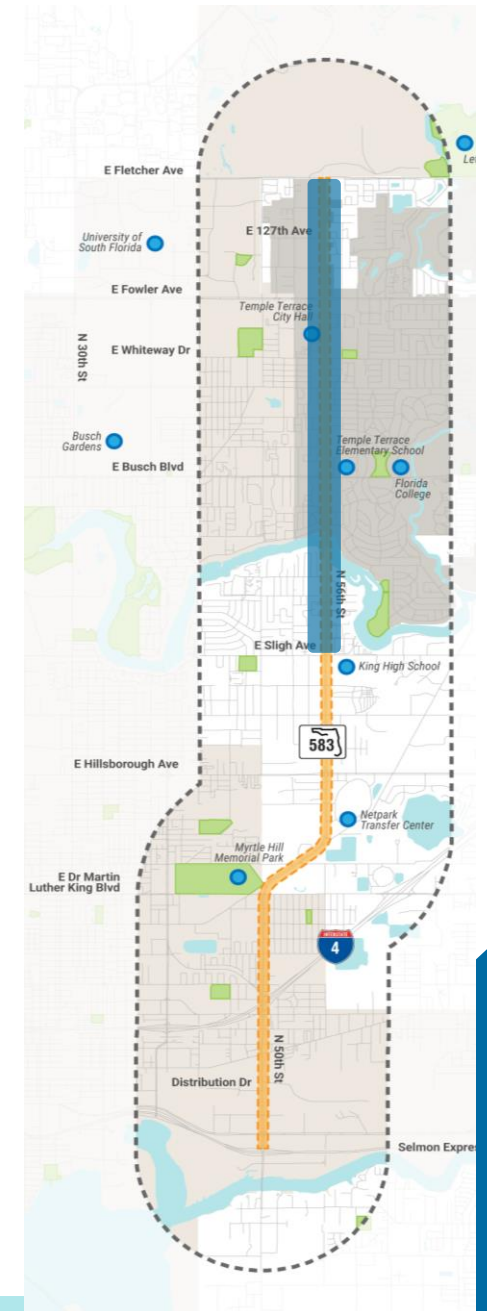 E Fletcher Ave
E 127th Ave
University of
South Florida
E Fowler Ave
Temple Terrace
City Hall
N 30th St
E Whiteway Dr
Busch
Gardens
E Busch Blvd
Temple Terrace
Elementary School
Florida
College
N 56th St
E Sligh Ave
King High School
583
E Hillsborough Ave
Netpark
Transfer Center
Myrtle Hill
Memorial Park
E Dr Martin
Luther King Blvd
INTERSTATE
4
N 50th St
Distribution Dr
Selmon